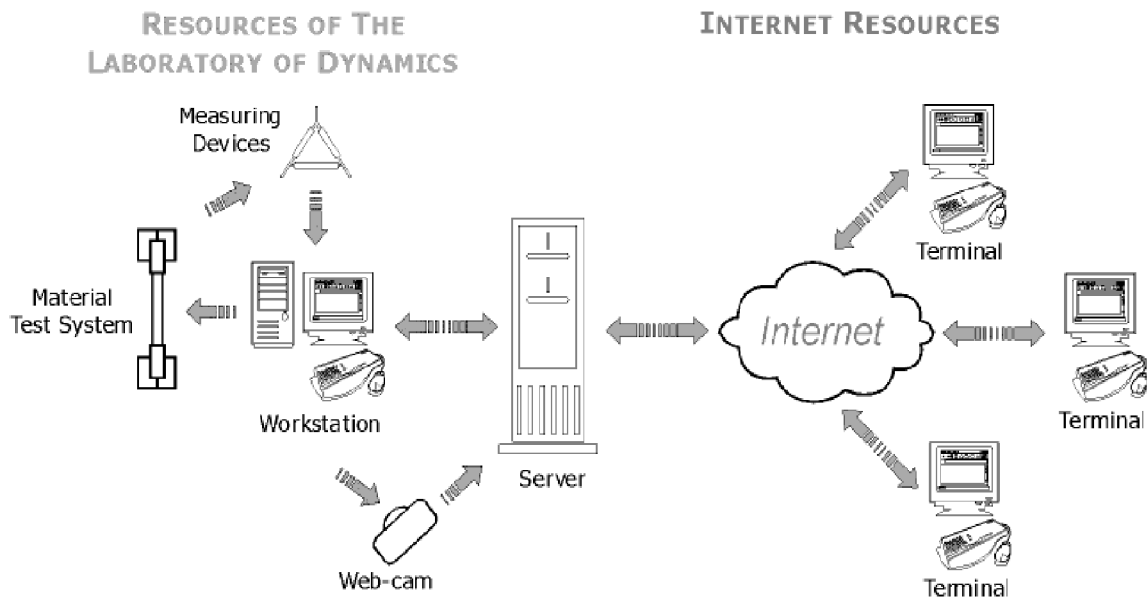 RESOURCES OF THE
LABORATORY OF DYNAMICS
INTERNET RESOURCES
Measuring
Devices
Terminal
Material
Test System
Internet
Workstation
Terminal
Server
Web-cam
Terminal